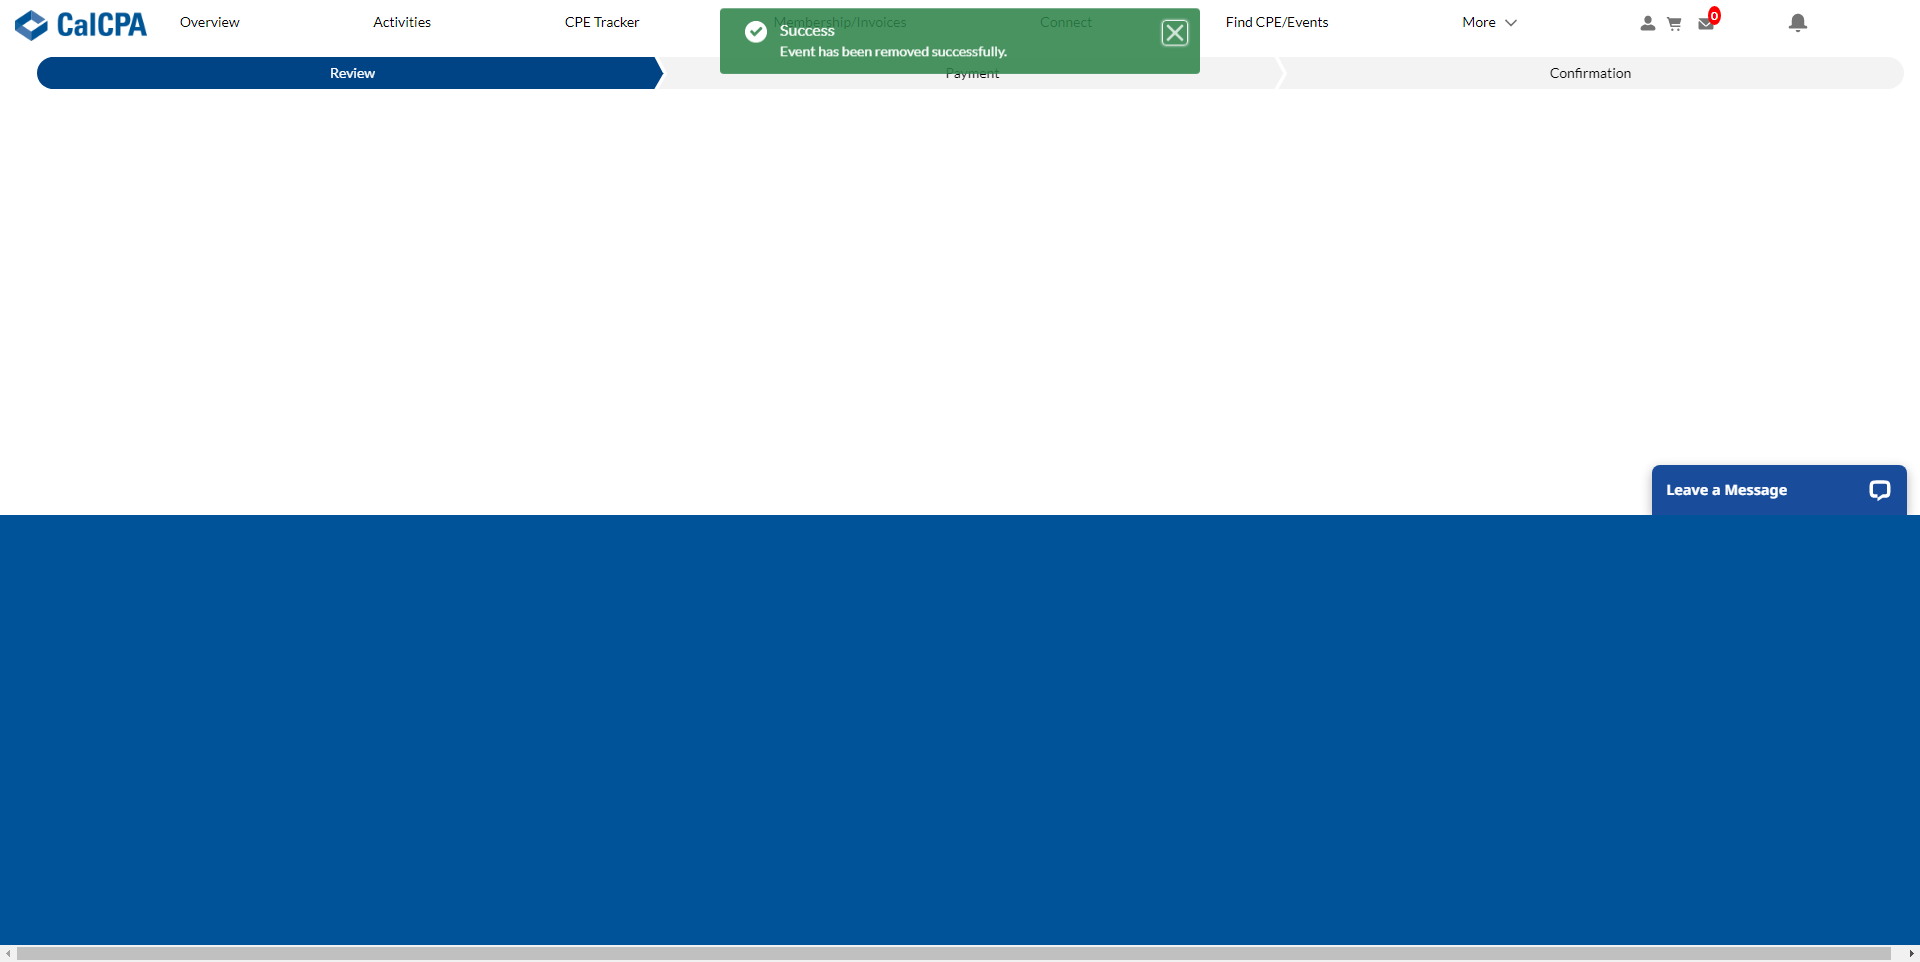 CalCPA
Overview
Activities
CPE Tracker
Membership/Invoices
Connect
Find CPE/Events
More
0
Success
Event has been removed successfully.
Review
Payment
Confirmation
Leave a Message